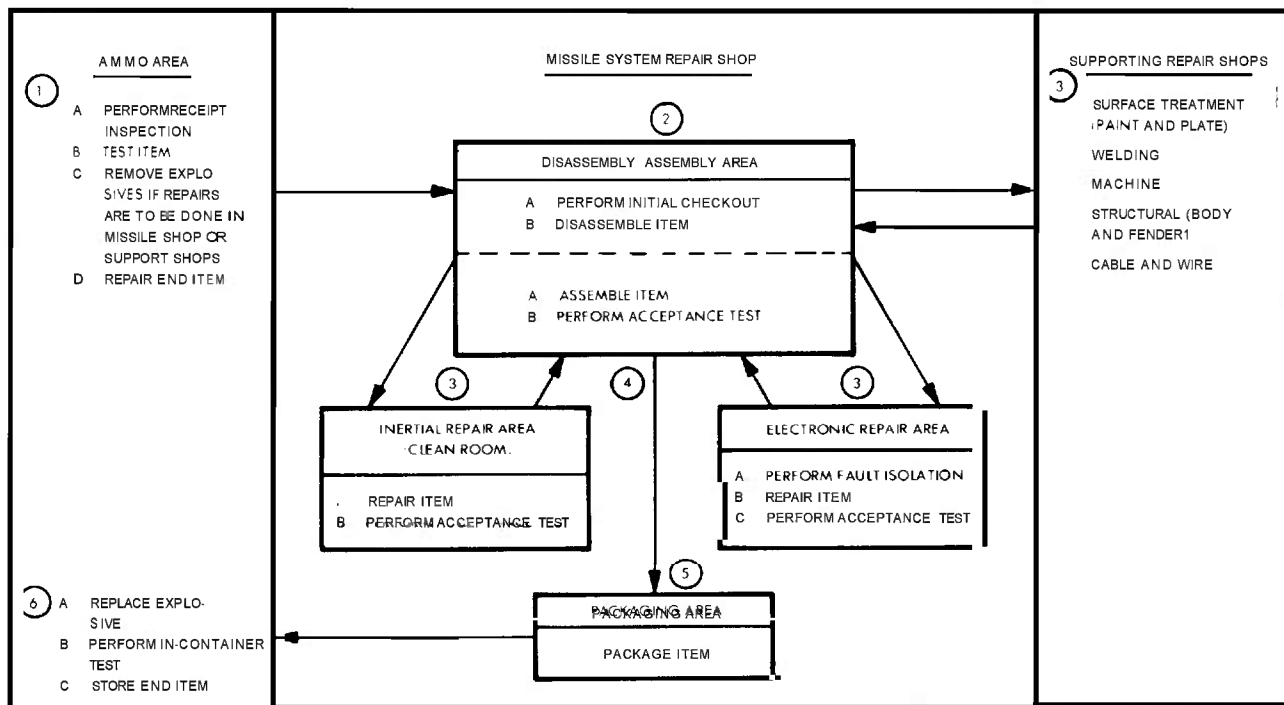 AMMO AREA
1
A PERFORMRECEIPT
INSPECTION
B TEST ITEM
C REMOVE EXPLO
SIVES IF REPAIRS
ARE TO BE DONE IN
MISSILE SHOP OR
SUPPORT SHOPS
D REPAIR END ITEM
6
A REPLACE EXPLO-
SIVE
B PERFORM IN-CONTAINER
TEST
C STORE END ITEM
MISSILE SYSTEM REPAIR SHOP
2
DISASSEMBLY ASSEMBLY AREA
A PERFORM INITIAL CHECKOUT
B DISASSEMBLE ITEM
A ASSEMBLE ITEM
B PERFORM ACCEPTANCE TEST
3
4
3
INERTIAL REPAIR AREA
CLEAN ROOM.
. REPAIR ITEM
B PERFORM ACCEPTANCE TEST
ELECTRONIC REPAIR AREA
A PERFORM FAULT ISOLATION
B REPAIR ITEM
C PERFORM ACCEPTANCE TEST
5
PACKAGING AREA
PACKAGE ITEM
SUPPORTING REPAIR SHOPS
3
SURFACE TREATMENT
(PAINT AND PLATE)
WELDING
MACHINE
STRUCTURAL (BODY
AND FENDER1
CABLE AND WIRE